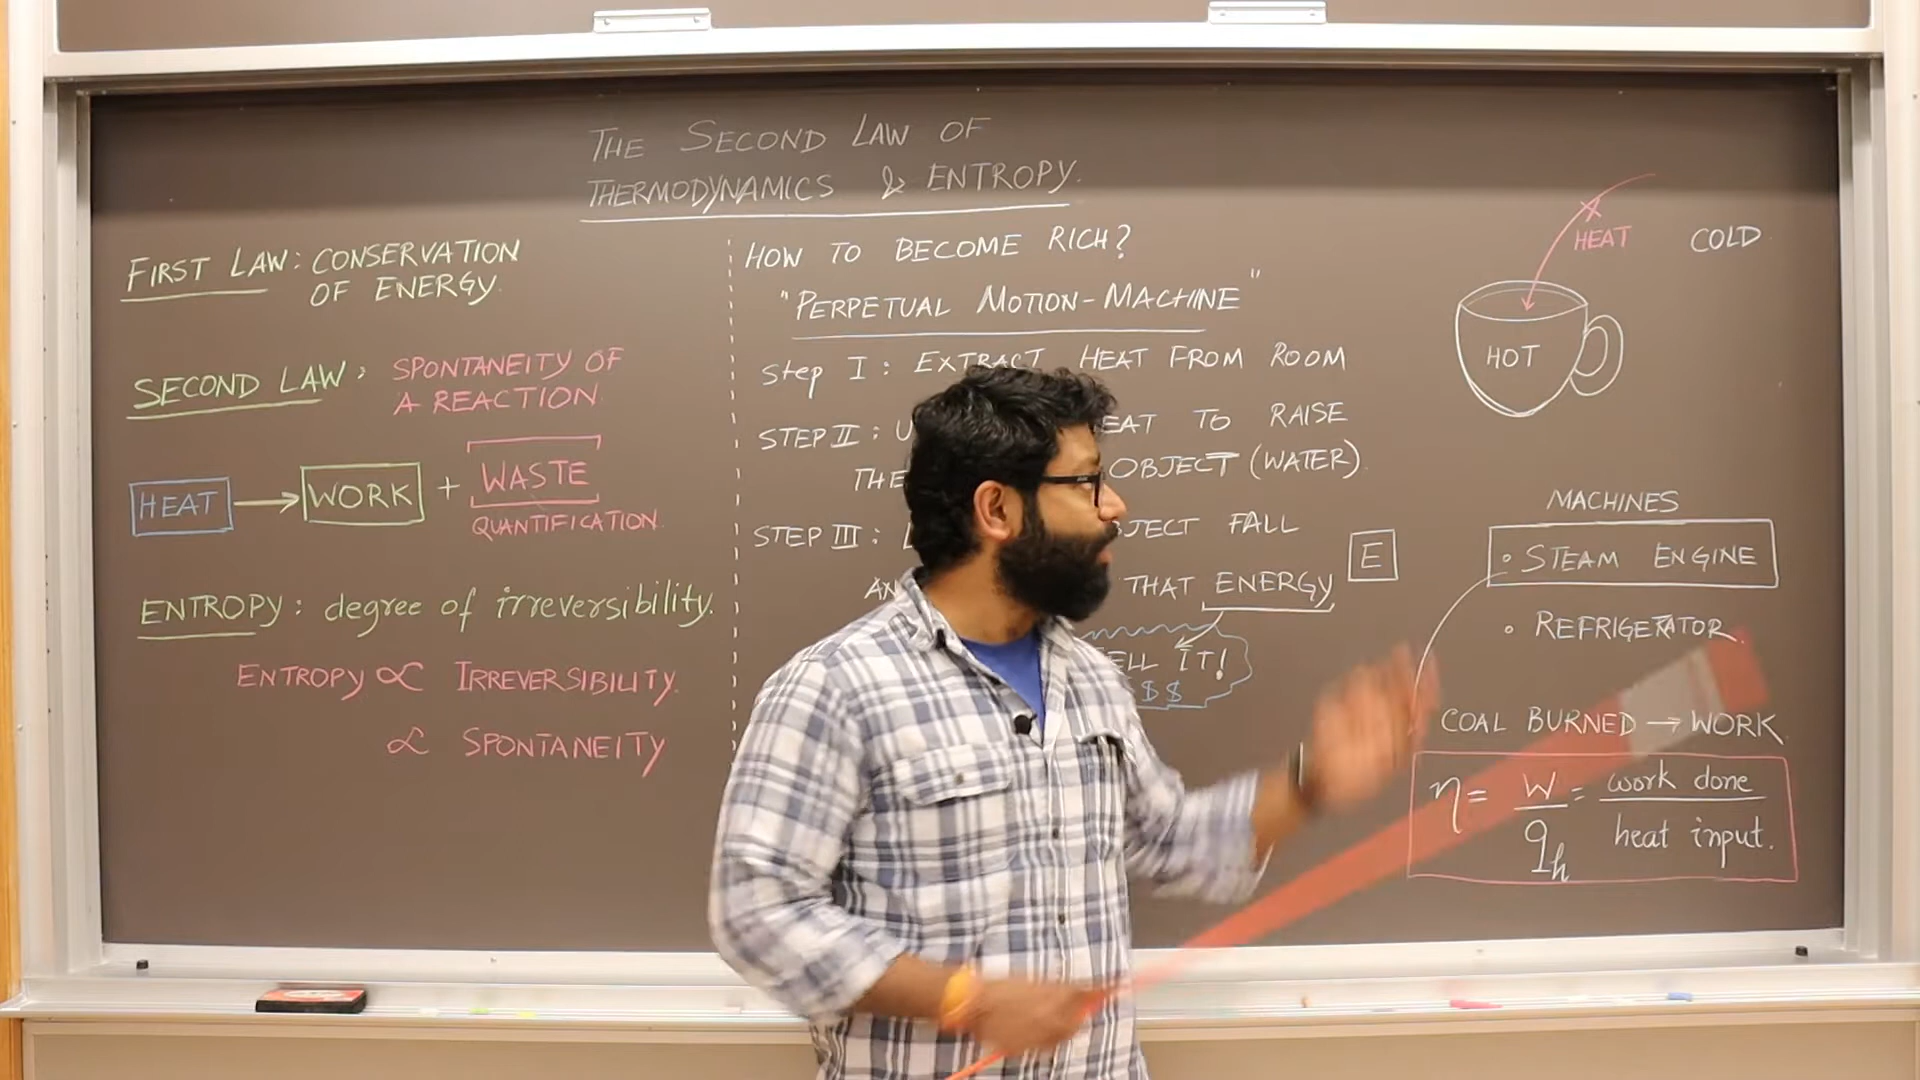 THE SECOND LAW OF
THERMODYNAMICS & ENTROPY.
FIRST LAW: CONSERVATION
OF ENERGY.
SECOND LAW: SPONTANEITY OF
A REACTION.
HEAT → WORK + WASTE
QUANTIFICATION.
ENTROPY: degree of irreversibility.
ENTROPY ∝ IRREVERSIBILITY.
∝ SPONTANEITY
HOW TO BECOME RICH?
"PERPETUAL MOTION-MACHINE"
Step I: EXTRACT HEAT FROM ROOM
STEP II: TO RAISE
THE OBJECT (WATER).
STEP III: FALL
THAT ENERGY
E
IT!
$$
HEAT
COLD
HOT
MACHINES
• STEAM ENGINE
• REFRIGERATOR.
COAL BURNED → WORK
η = W/qh = work done/heat input.